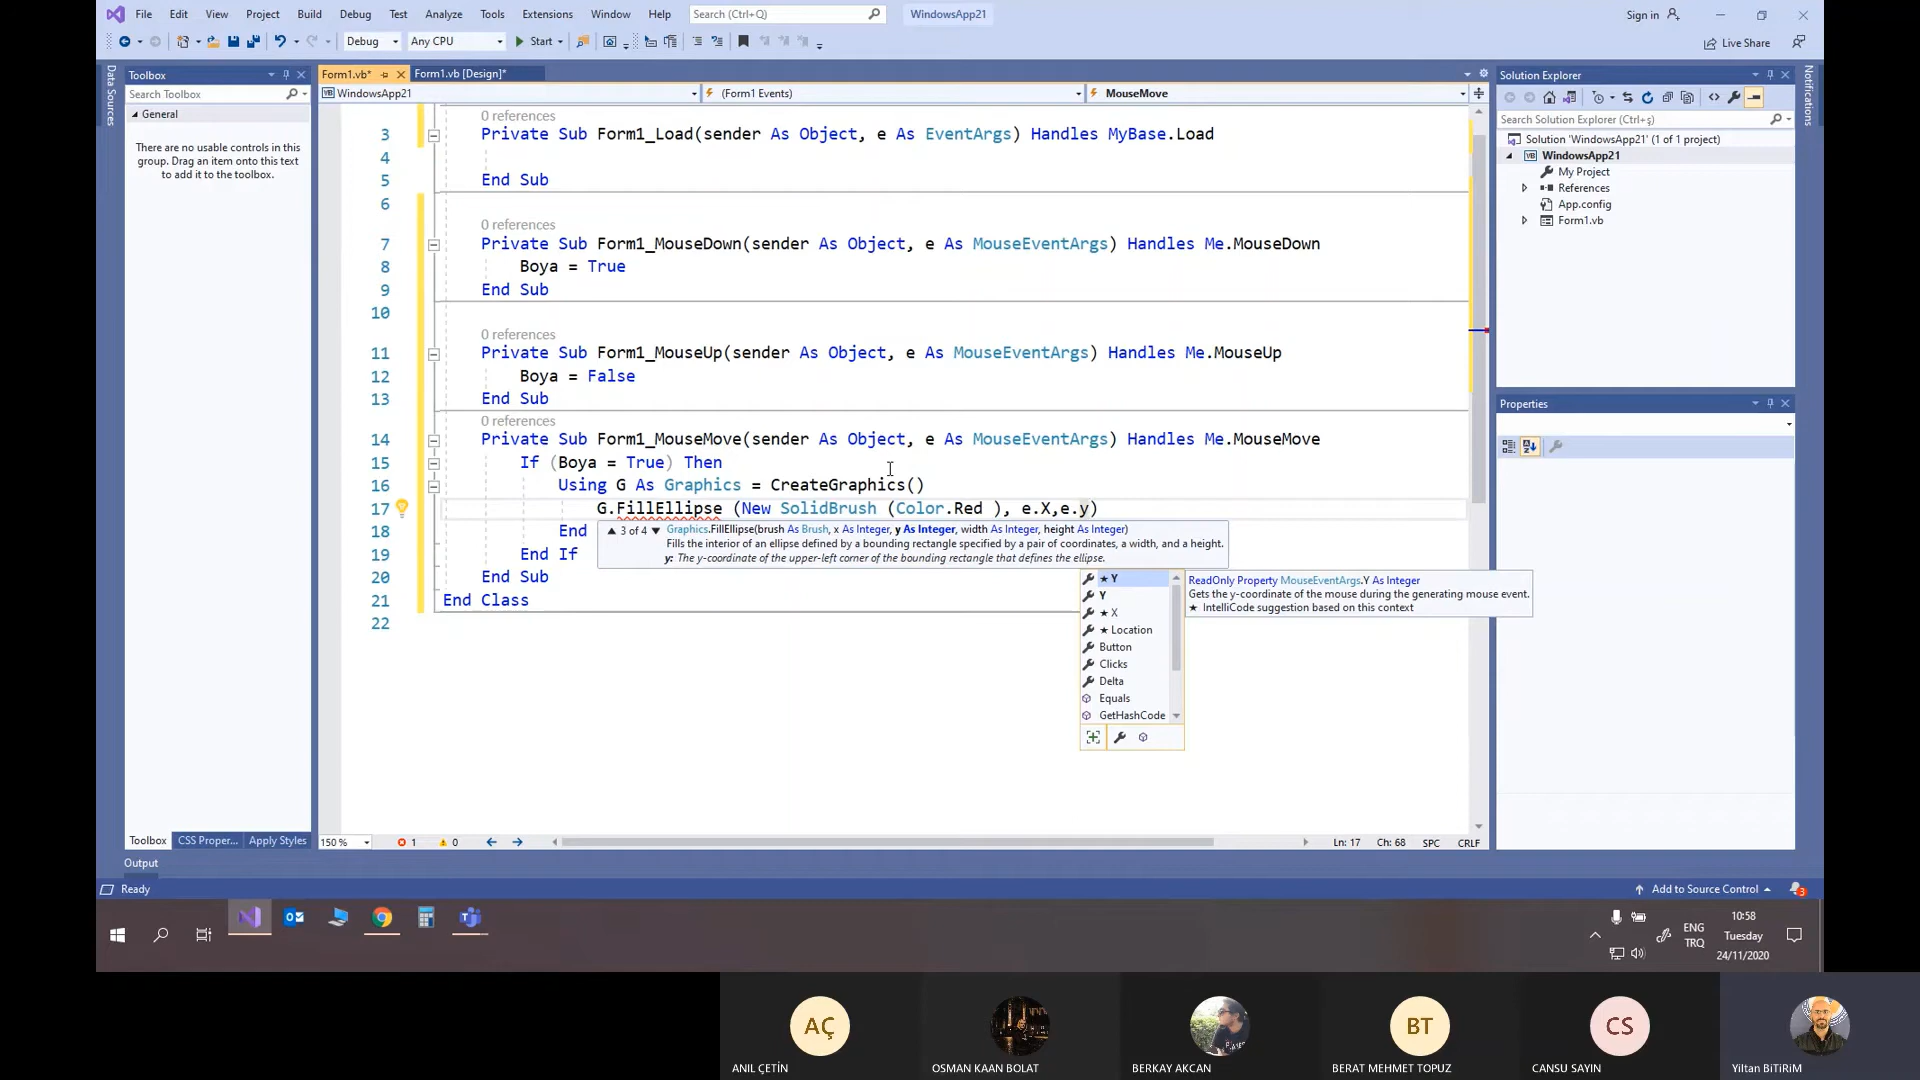 File Edit View Project Build Debug Test Analyze Tools Extensions Window Help Search (Ctrl+Q) WindowsApp21 Sign in
Debug Any CPU Start Live Share
Data Sources
Toolbox
Search Toolbox
General
There are no usable controls in this
group. Drag an item onto this text
to add it to the toolbox.
Form1.vb* Form1.vb [Design]*
WindowsApp21 (Form1 Events) MouseMove
0 references
3 Private Sub Form1_Load(sender As Object, e As EventArgs) Handles MyBase.Load
4
5 End Sub
6
0 references
7 Private Sub Form1_MouseDown(sender As Object, e As MouseEventArgs) Handles Me.MouseDown
8 Boya = True
9 End Sub
10
0 references
11 Private Sub Form1_MouseUp(sender As Object, e As MouseEventArgs) Handles Me.MouseUp
12 Boya = False
13 End Sub
0 references
14 Private Sub Form1_MouseMove(sender As Object, e As MouseEventArgs) Handles Me.MouseMove
15 If (Boya = True) Then
16 Using G As Graphics = CreateGraphics()
17 G.FillEllipse (New SolidBrush (Color.Red ), e.X,e.y)
18 End
19 End If
20 End Sub
21 End Class
22
3 of 4 Graphics.FillEllipse(brush As Brush, x As Integer, y As Integer, width As Integer, height As Integer)
Fills the interior of an ellipse defined by a bounding rectangle specified by a pair of coordinates, a width, and a height.
y: The y-coordinate of the upper-left corner of the bounding rectangle that defines the ellipse.
★ Y
Y
★ X
★ Location
Button
Clicks
Delta
Equals
GetHashCode
ReadOnly Property MouseEventArgs.Y As Integer
Gets the y-coordinate of the mouse during the generating mouse event.
★ IntelliCode suggestion based on this context
Solution Explorer
Search Solution Explorer (Ctrl+ş)
Solution 'WindowsApp21' (1 of 1 project)
WindowsApp21
My Project
References
App.config
Form1.vb
Notifications
Properties
Toolbox CSS Proper... Apply Styles
150 % 1 0 Ln: 17 Ch: 68 SPC CRLF
Output
Ready Add to Source Control 3
10:58
ENG Tuesday
TRQ 24/11/2020
AÇ BT CS
ANIL ÇETİN OSMAN KAAN BOLAT BERKAY AKCAN BERAT MEHMET TOPUZ CANSU SAYIN Yiltan BiTiRiM